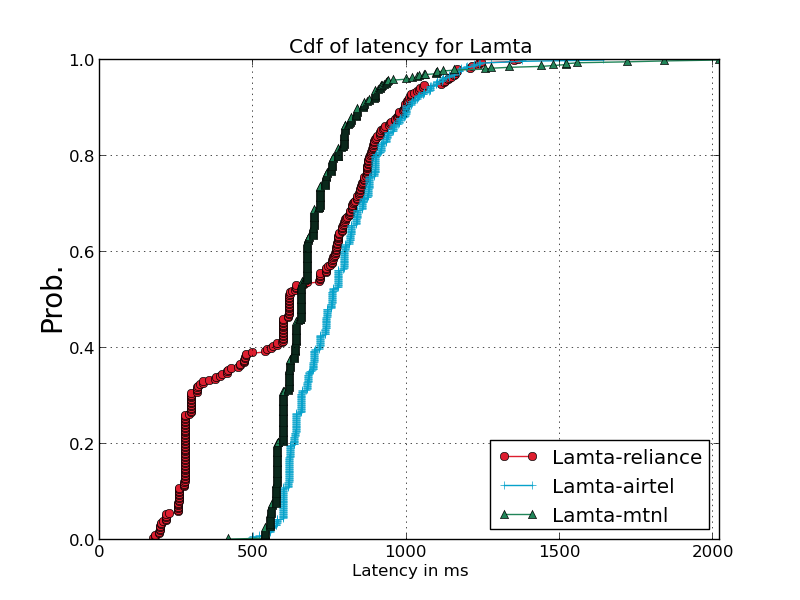 Cdf of latency for Lamta
1.0
0.8
0.6
0.4
0.2
0.0
Prob.
0 500 1000 1500 2000
Latency in ms
Lamta-reliance
Lamta-airtel
Lamta-mtnl